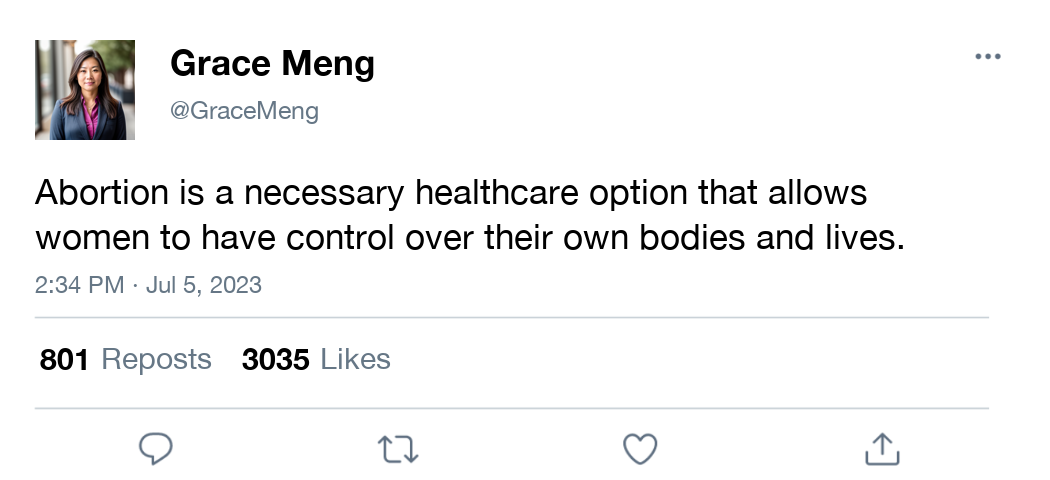 Grace Meng
@GraceMeng
Abortion is a necessary healthcare option that allows
women to have control over their own bodies and lives.
2:34 PM · Jul 5, 2023
801 Reposts 3035 Likes